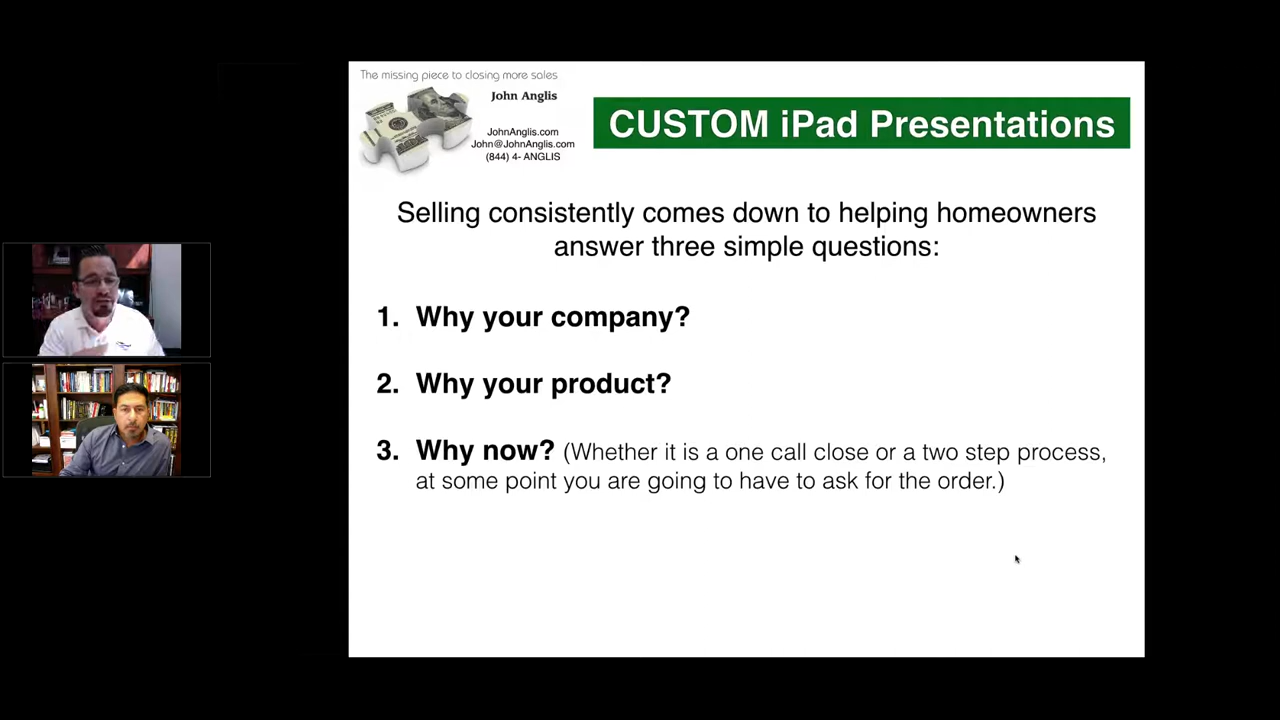 The missing piece to closing more sales
John Anglis
JohnAnglis.com
John@JohnAnglis.com
(844) 4- ANGLIS
CUSTOM iPad Presentations
Selling consistently comes down to helping homeowners
answer three simple questions:
1. Why your company?
2. Why your product?
3. Why now? (Whether it is a one call close or a two step process,
at some point you are going to have to ask for the order.)